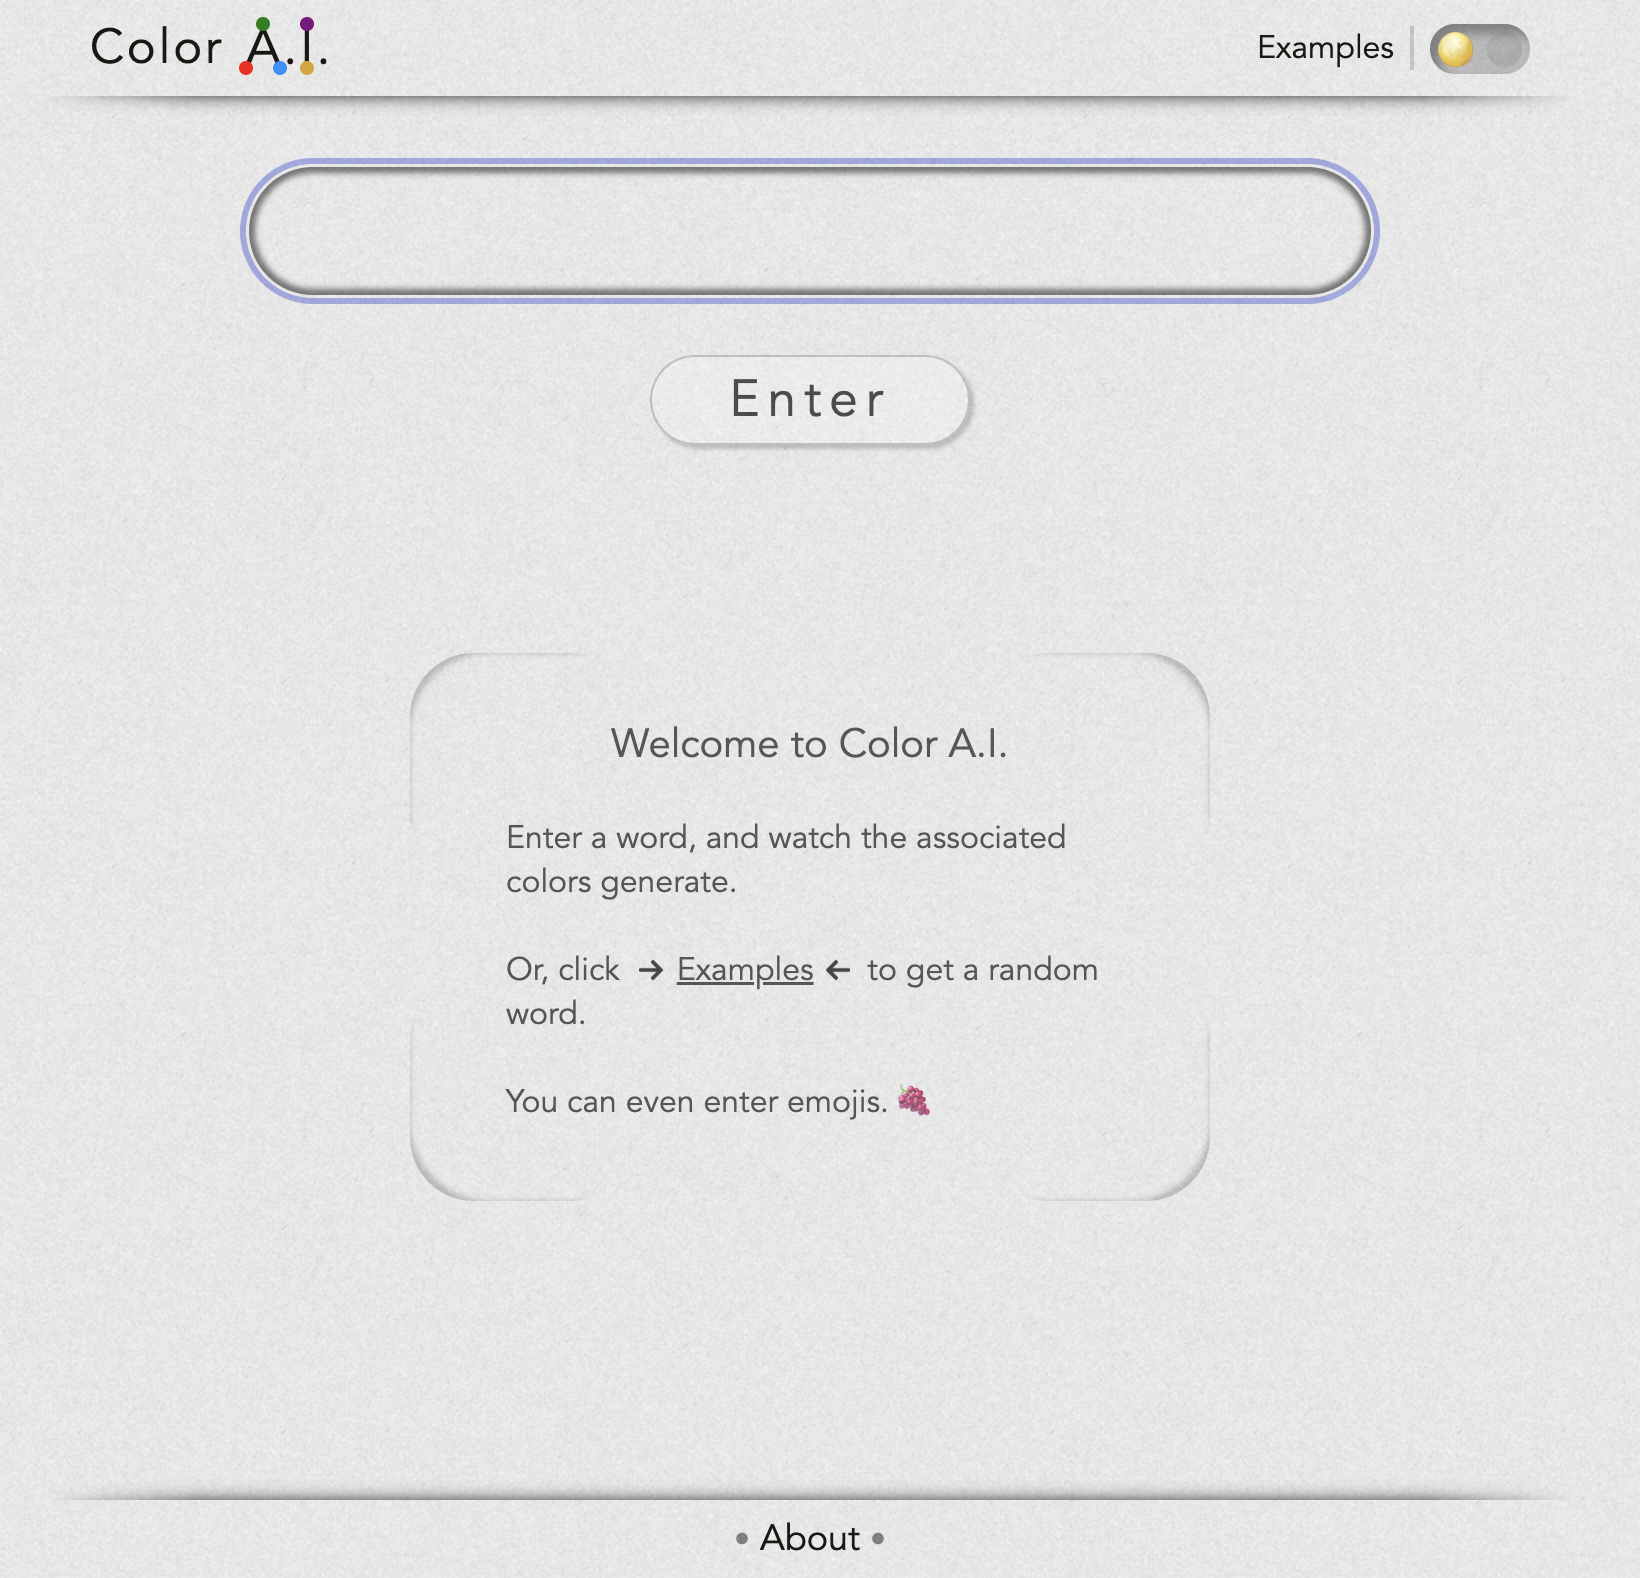 Color A.I.
Examples
Enter
Welcome to Color A.I.
Enter a word, and watch the associated
colors generate.
Or, click → Examples ← to get a random
word.
You can even enter emojis. 🍇
• About •